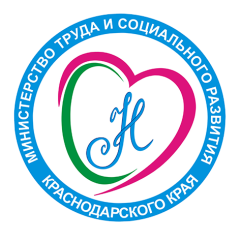 МИНИСТЕРСТВО ТРУДА И СОЦИАЛЬНОГО РАЗВИТИЯ
Н
КРАСНОДАРСКОГО КРАЯ